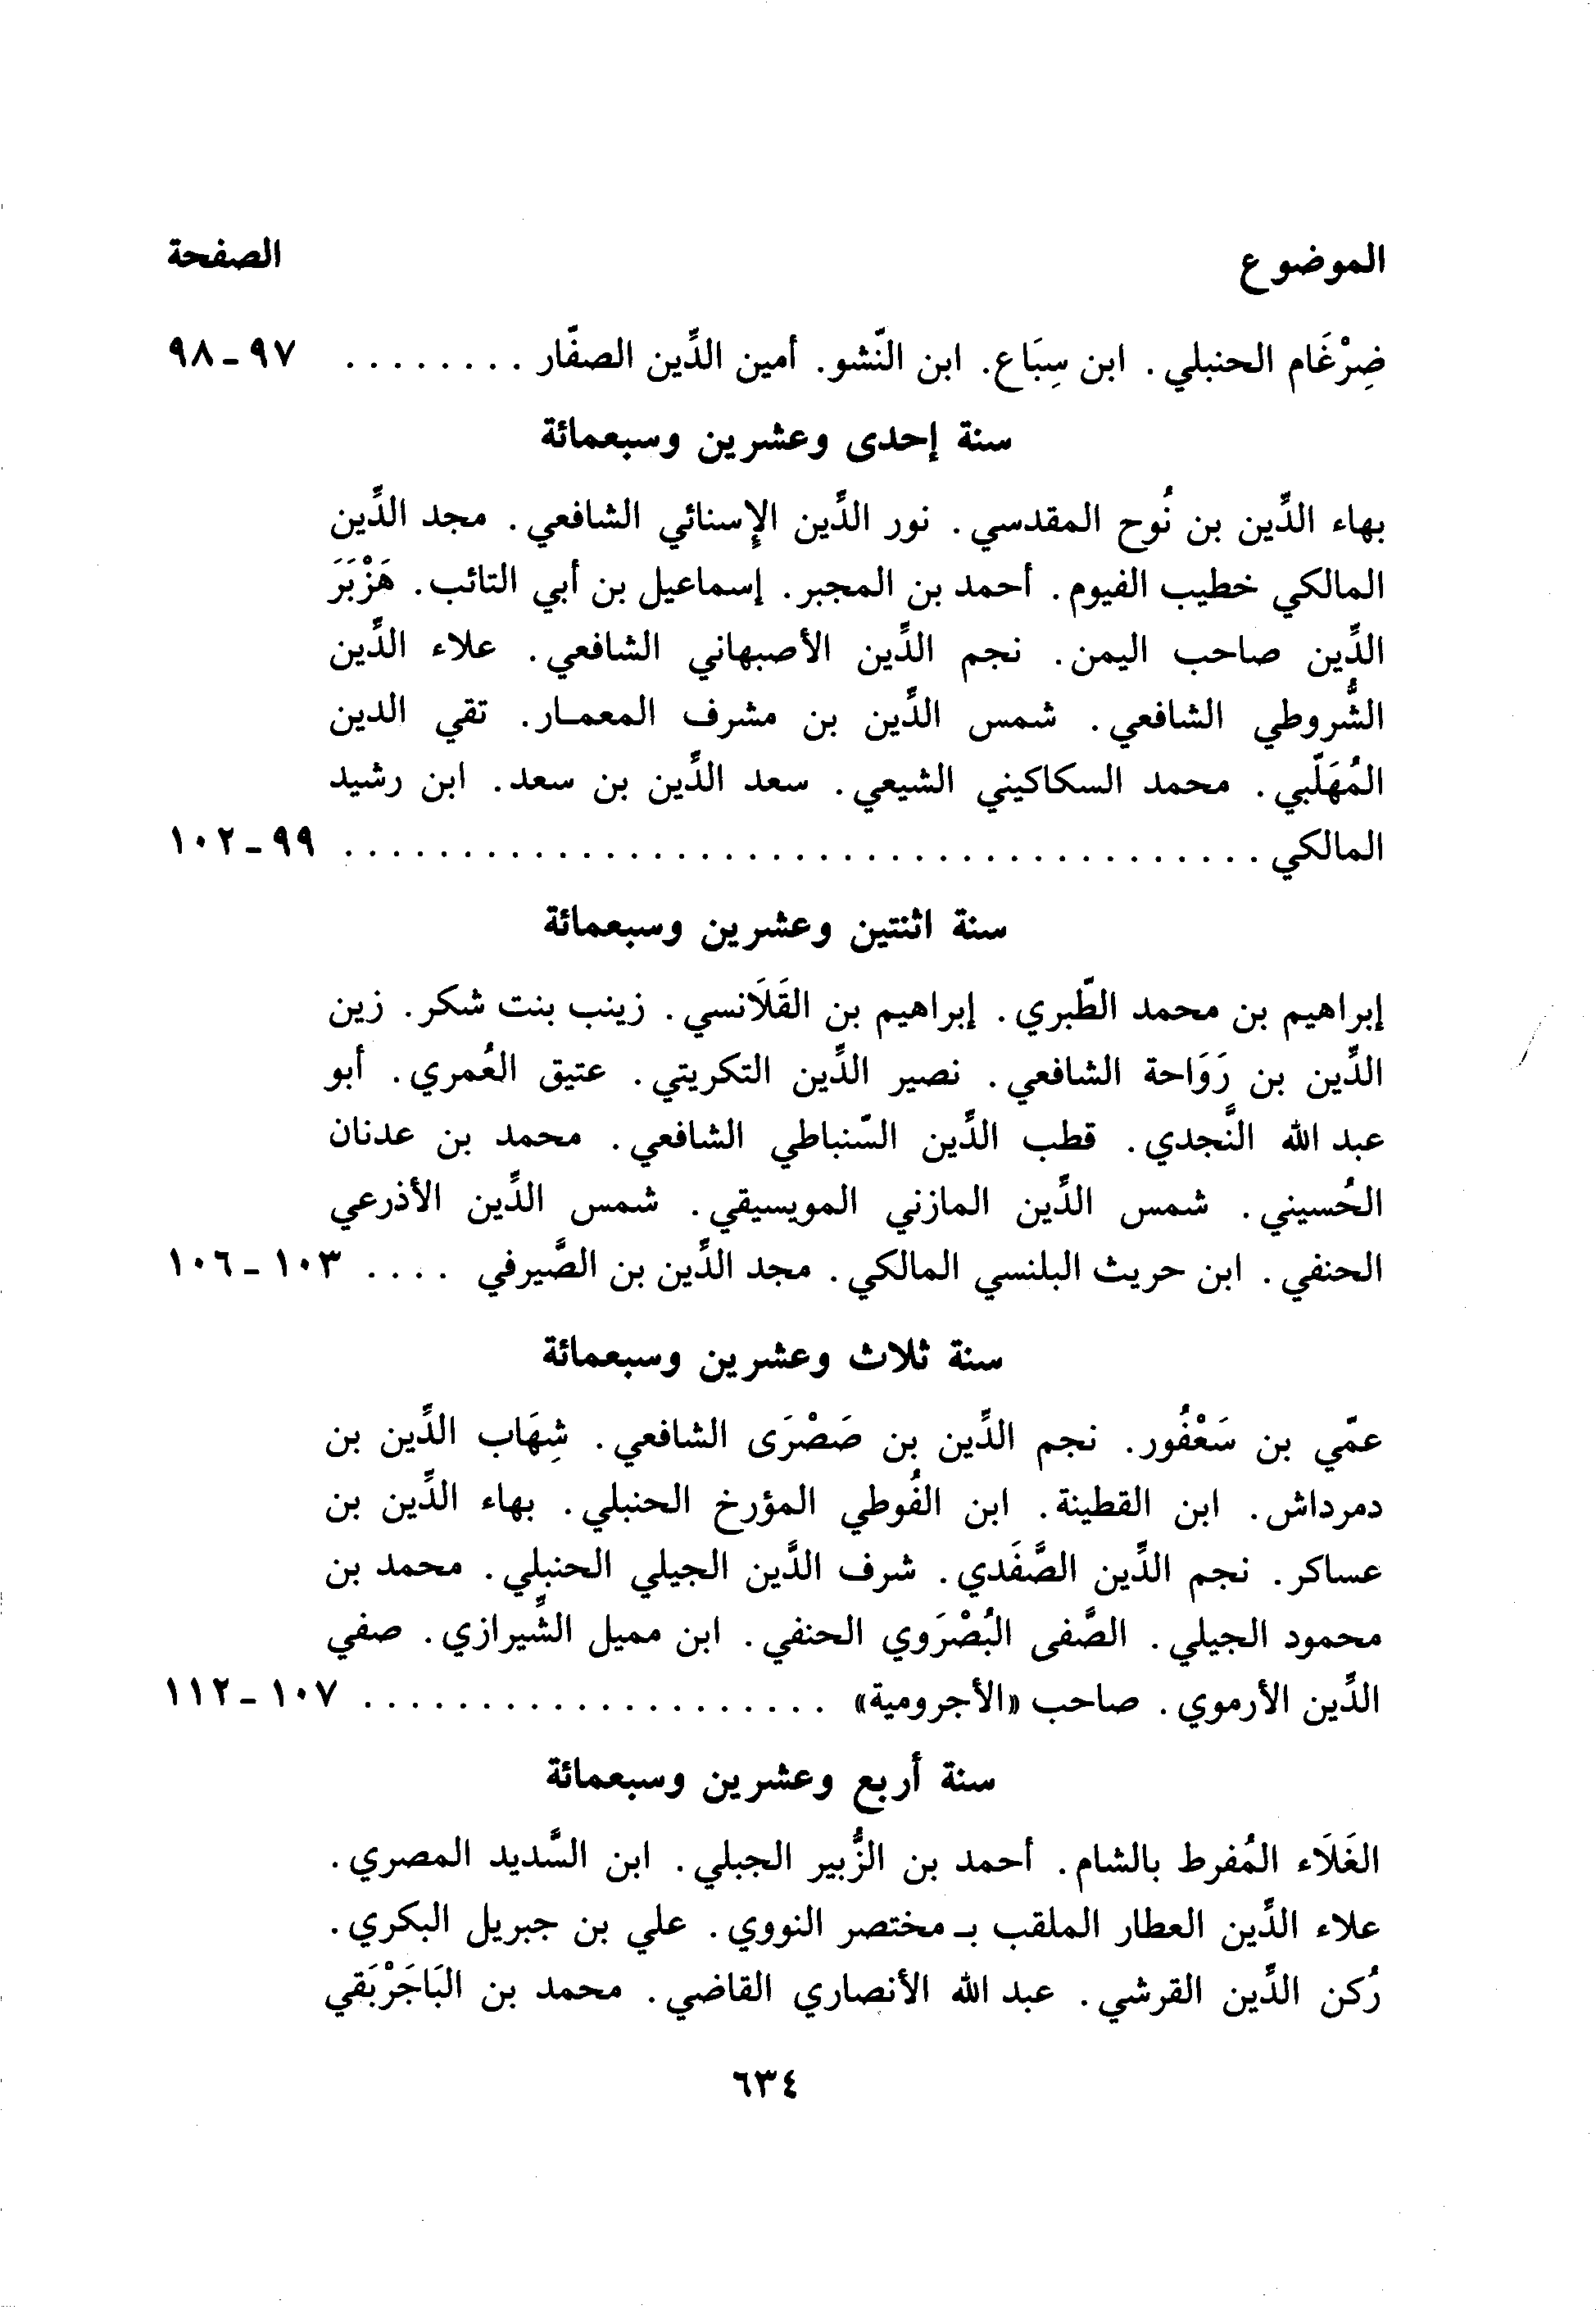 الموضوع الصفحة
ضِرْغَام الحنبلي. ابن سِبَاع. ابن النّشو. أمين الدِّين الصفّار ........ ٩٧-٩٨
سنة إحدى وعشرين وسبعمائة
بهاء الدِّين بن نُوح المقدسي. نور الدِّين الإسنائي الشافعي. مجد الدِّين
المالكي خطيب الفيوم. أحمد بن المجبر. إسماعيل بن أبي التائب. هَزْبَرَ
الدِّين صاحب اليمن. نجم الدِّين الأصبهاني الشافعي. علاء الدِّين
الشُّروطي الشافعي. شمس الدِّين بن مشرف المعمـار. تقي الدين
المُهَلّبي. محمد السكاكيني الشيعي. سعد الدِّين بن سعد. ابن رشيد
المالكي ....................................... ٩٩-١٠٢
سنة اثنتين وعشرين وسبعمائة
إبراهيم بن محمد الطّبري. إبراهيم بن القَلَانسي. زينب بنت شكر. زين
الدِّين بن رَوَاحة الشافعي. نصير الدِّين التكريتي. عتيق العُمري. أبو
عبد الله النَّجدي. قطب الدِّين السّنباطي الشافعي. محمد بن عدنان
الحُسيني. شمس الدِّين المازني المويسيقي. شمس الدِّين الأذرعي
الحنفي. ابن حريث البلنسي المالكي. مجد الدِّين بن الصَّيرفي .... ١٠٣-١٠٦
سنة ثلاث وعشرين وسبعمائة
عمّي بن سَعْفُور. نجم الدِّين بن صَصْرَى الشافعي. شِهَاب الدِّين بن
دمرداش. ابن القطينة. ابن الفُوطي المؤرخ الحنبلي. بهاء الدِّين بن
عساكر. نجم الدِّين الصَّفَدي. شرف الدَّين الجيلي الحنبلي. محمد بن
محمود الجيلي. الصَّفى البُصْرَوي الحنفي. ابن مميل الشِّيرازي. صفي
الدِّين الأرموي. صاحب «الأجرومية» .................... ١٠٧-١١٢
سنة أربع وعشرين وسبعمائة
الغَلَاء المُفرط بالشام. أحمد بن الزُّبير الجبلي. ابن السَّديد المصري.
علاء الدِّين العطار الملقب بـ مختصر النووي. علي بن جبريل البكري.
رُكن الدِّين القرشي. عبد الله الأنصاري القاضي. محمد بن البَاجَرْبَقي
٦٣٤